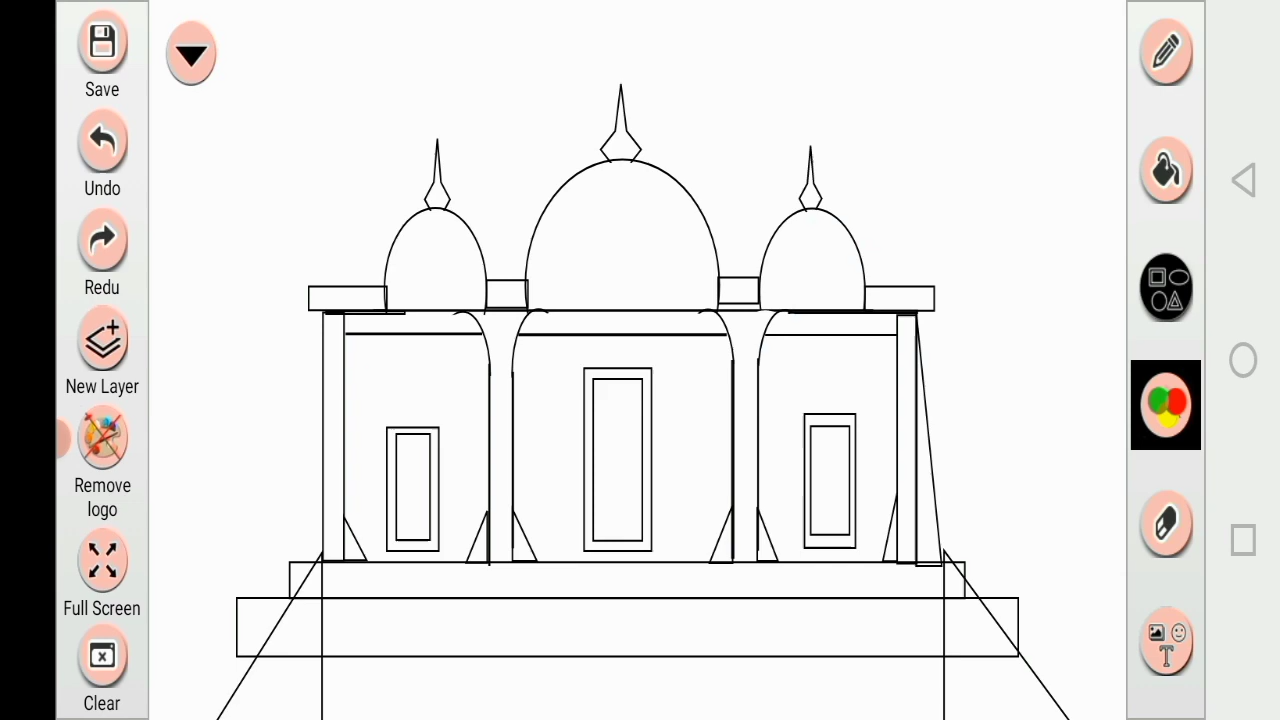 Save
Undo
Redu
New Layer
Remove
logo
Full Screen
Clear
T